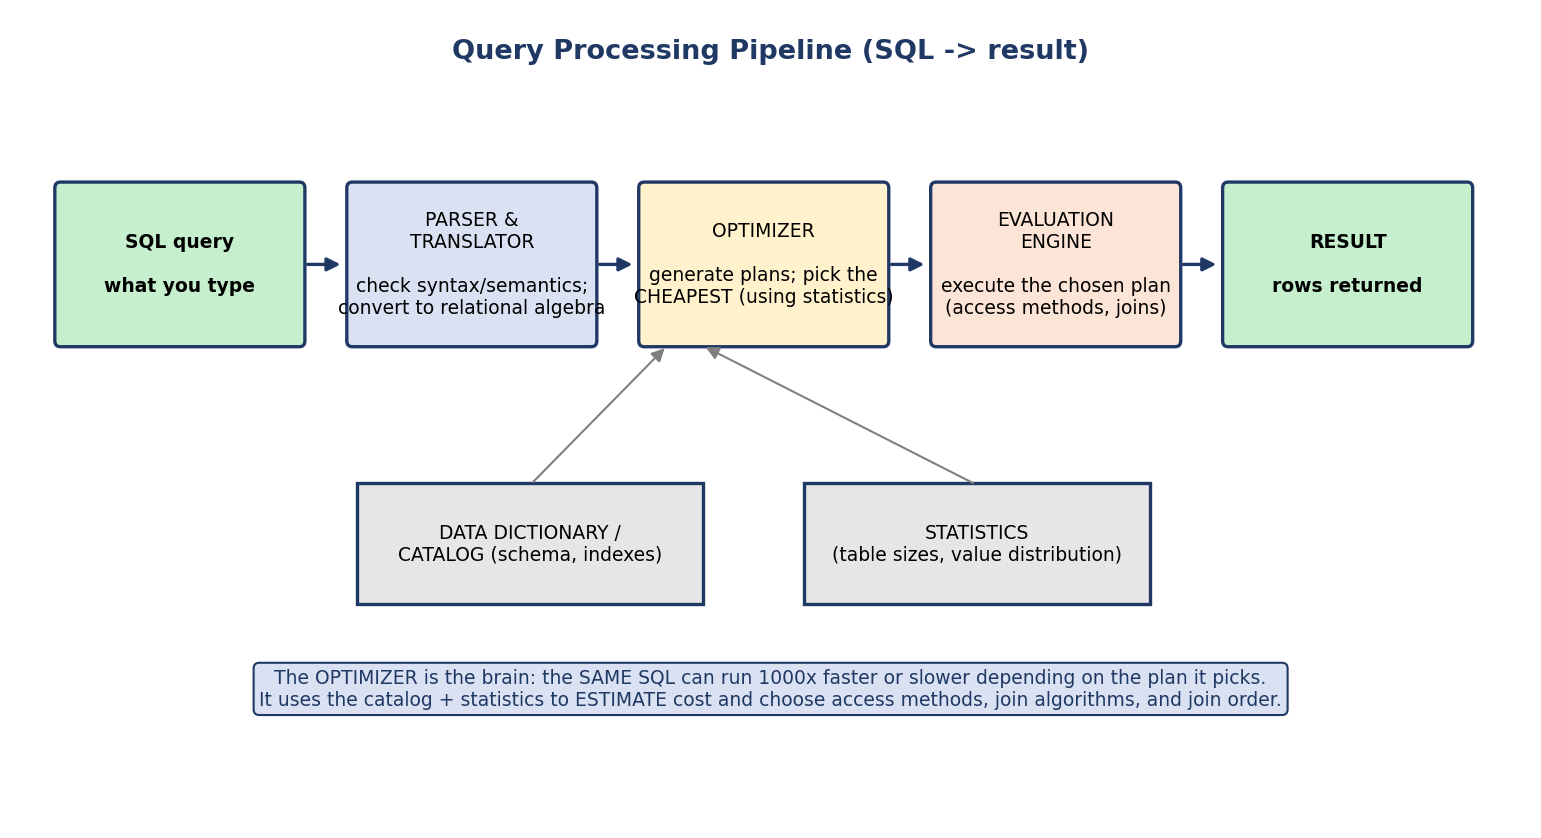 Query Processing Pipeline (SQL -> result)
SQL query
what you type
PARSER &
TRANSLATOR
check syntax/semantics;
convert to relational algebra
OPTIMIZER
generate plans; pick the
CHEAPEST (using statistics)
EVALUATION
ENGINE
execute the chosen plan
(access methods, joins)
RESULT
rows returned
DATA DICTIONARY /
CATALOG (schema, indexes)
STATISTICS
(table sizes, value distribution)
The OPTIMIZER is the brain: the SAME SQL can run 1000x faster or slower depending on the plan it picks.
It uses the catalog + statistics to ESTIMATE cost and choose access methods, join algorithms, and join order.